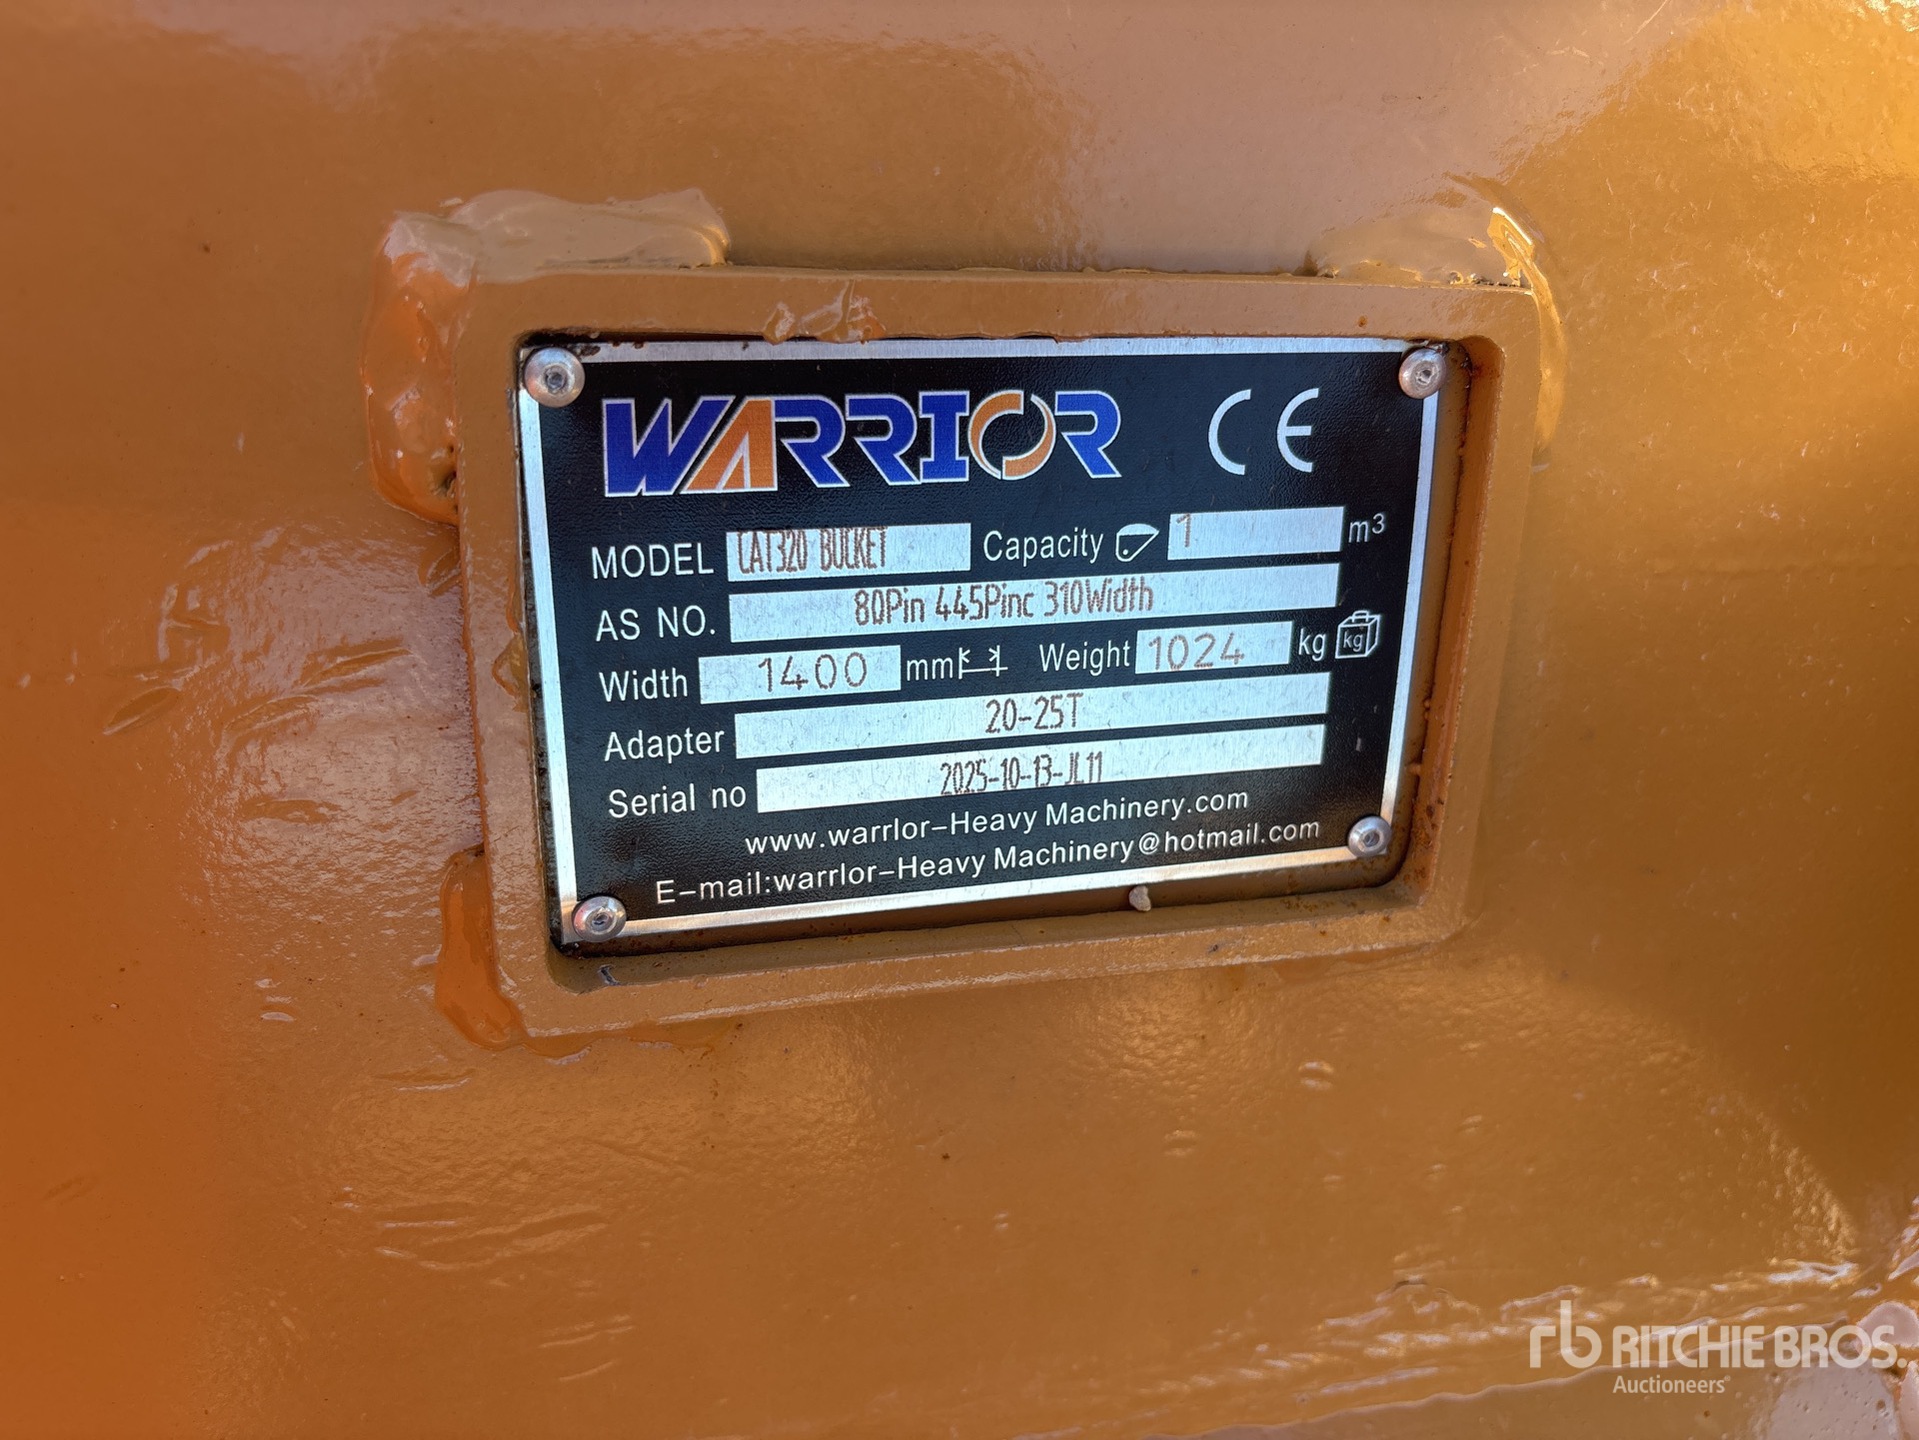 WARRIOR CE
MODEL CAT320 BUCKET Capacity 1 m3
AS NO. 80Pin 445Pinc 310Width
Width 1400 mm Weight 1024 kg kg
Adapter 20-25T
Serial no 2025-10-13-JL11
www.warrlor-Heavy Machinery.com
E-mail:warrlor-Heavy Machinery@hotmail.com
rb RITCHIE BROS.
Auctioneers